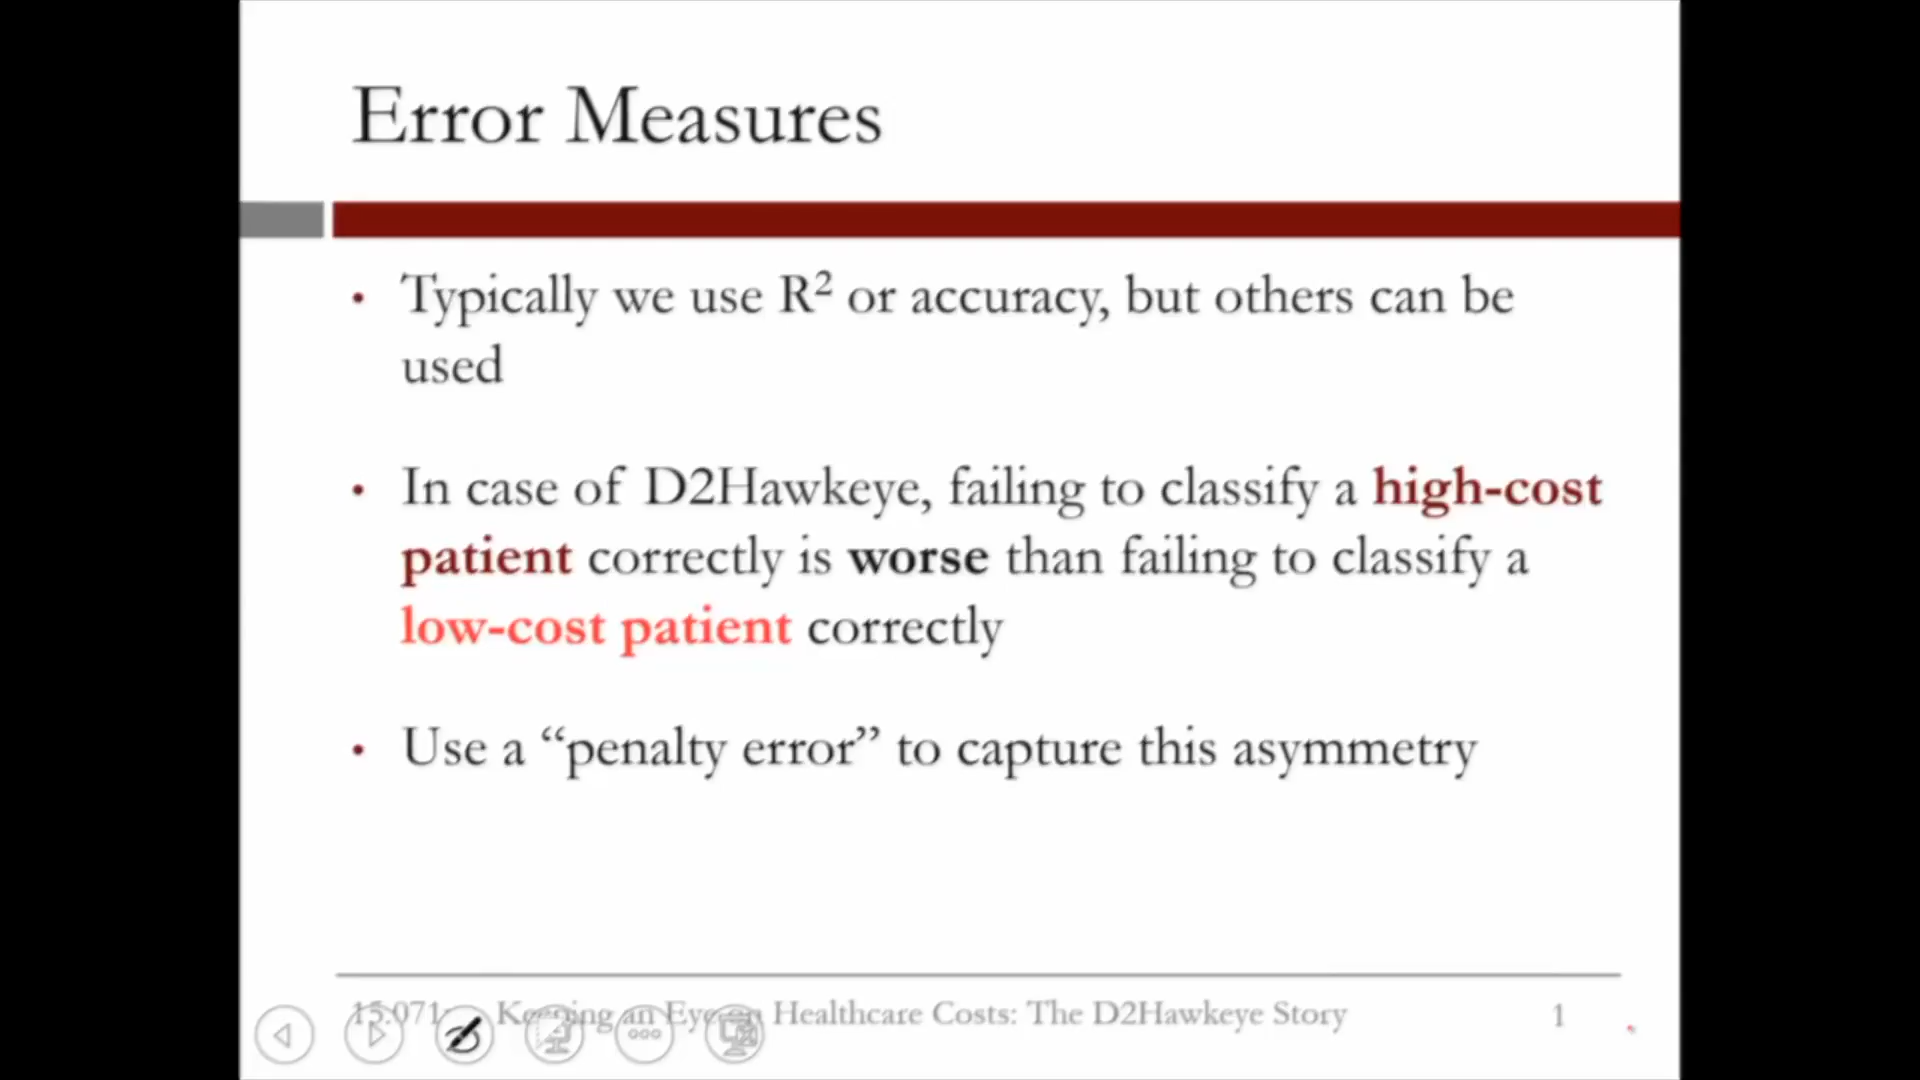 Error Measures
• Typically we use R² or accuracy, but others can be
used
• In case of D2Hawkeye, failing to classify a high-cost
patient correctly is worse than failing to classify a
low-cost patient correctly
• Use a “penalty error” to capture this asymmetry
15.071x Keeping an Eye on Healthcare Costs: The D2Hawkeye Story 1